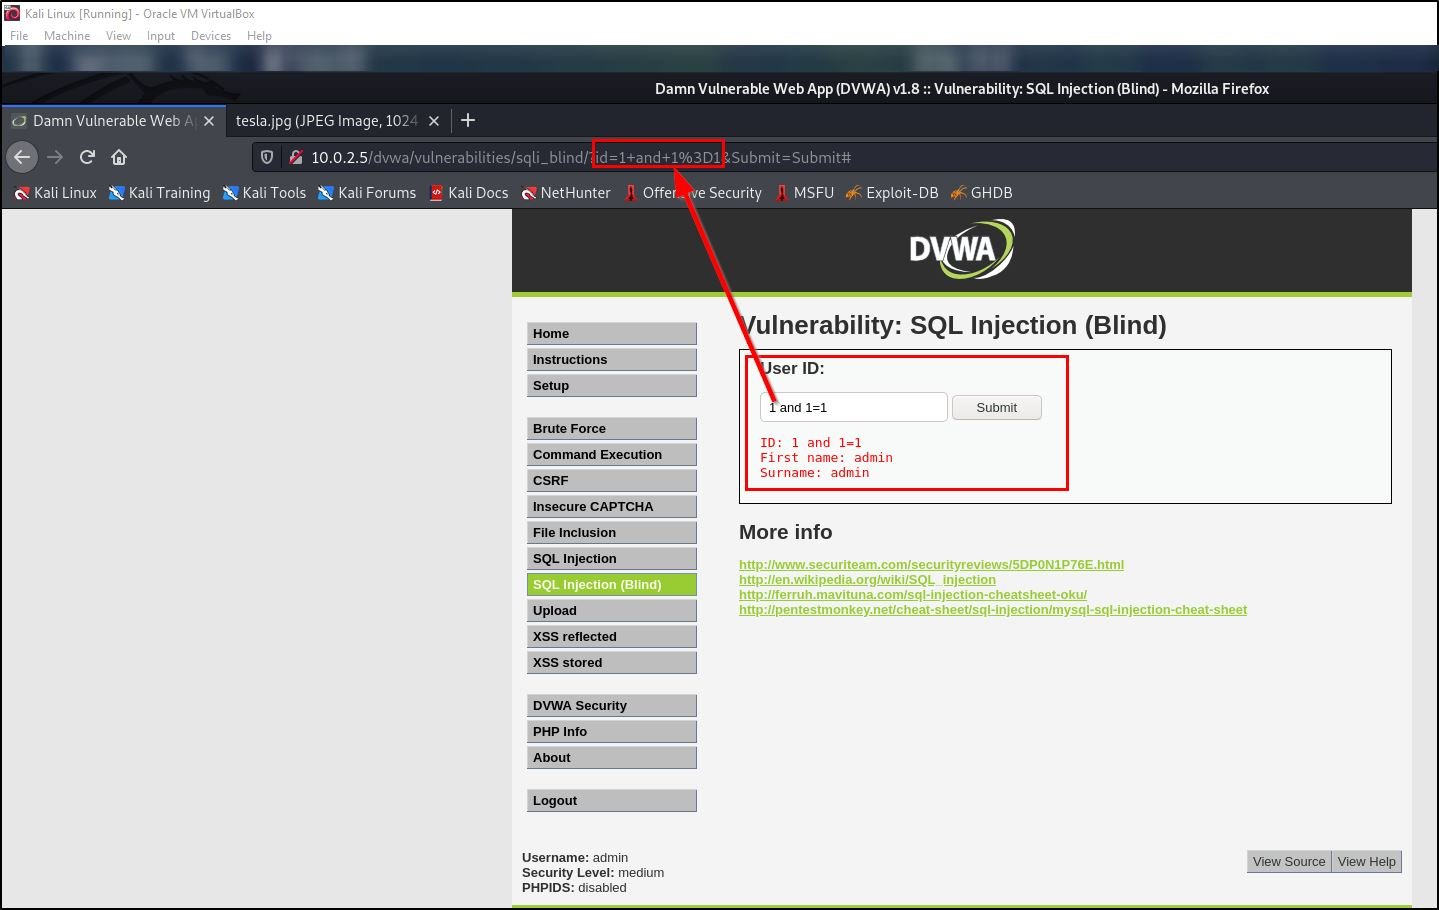 Kali Linux [Running] - Oracle VM VirtualBox
File Machine View Input Devices Help
Damn Vulnerable Web App (DVWA) v1.8 :: Vulnerability: SQL Injection (Blind) - Mozilla Firefox
Damn Vulnerable Web A
tesla.jpg (JPEG Image, 1024
10.0.2.5/dvwa/vulnerabilities/sqli_blind/?id=1+and+1%3D1&Submit=Submit#
Kali Linux Kali Training Kali Tools Kali Forums Kali Docs NetHunter Offensive Security MSFU Exploit-DB GHDB
DVWA
Home
Instructions
Setup
Brute Force
Command Execution
CSRF
Insecure CAPTCHA
File Inclusion
SQL Injection
SQL Injection (Blind)
Upload
XSS reflected
XSS stored
DVWA Security
PHP Info
About
Logout
Vulnerability: SQL Injection (Blind)
User ID:
1 and 1=1 Submit
ID: 1 and 1=1
First name: admin
Surname: admin
More info
http://www.securiteam.com/securityreviews/5DP0N1P76E.html
http://en.wikipedia.org/wiki/SQL_injection
http://ferruh.mavituna.com/sql-injection-cheatsheet-oku/
http://pentestmonkey.net/cheat-sheet/sql-injection/mysql-sql-injection-cheat-sheet
Username: admin
Security Level: medium
PHPIDS: disabled
View Source View Help